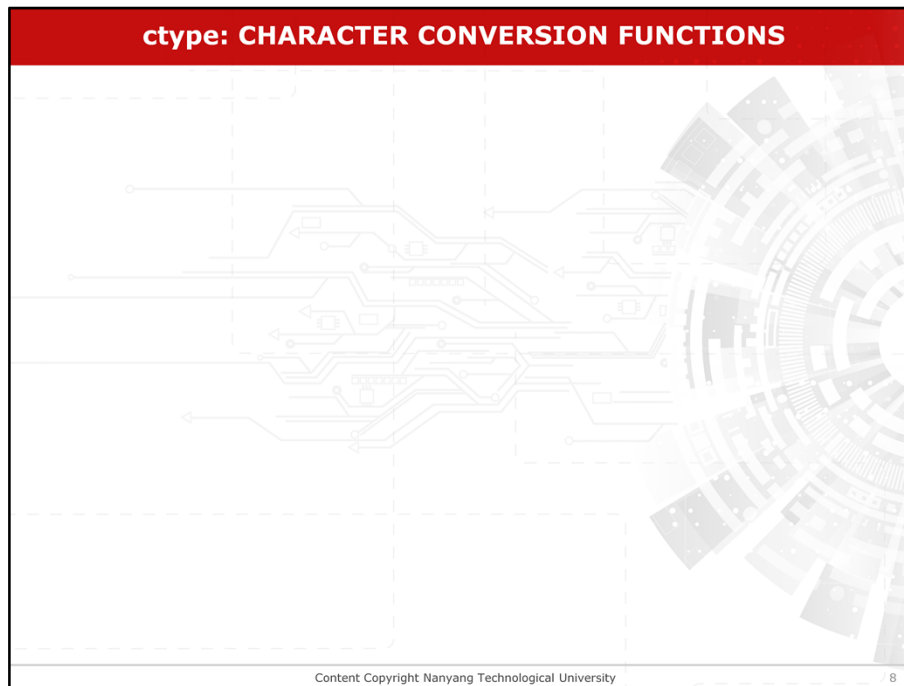 ctype: CHARACTER CONVERSION FUNCTIONS
Content Copyright Nanyang Technological University
8